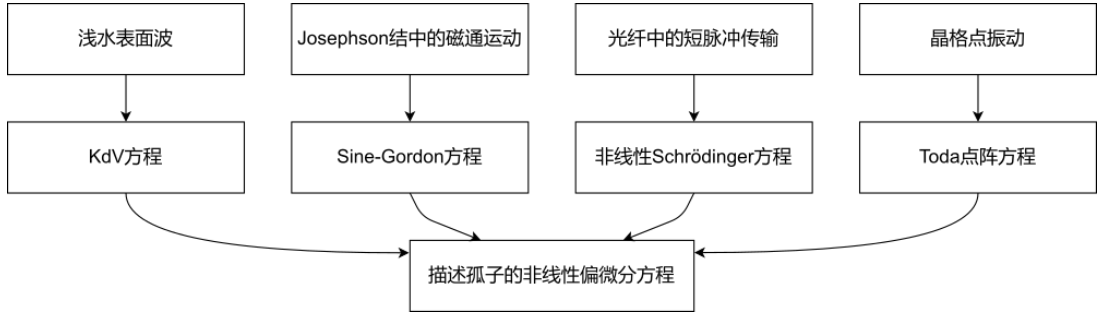 浅水表面波
Josephson结中的磁通运动
光纤中的短脉冲传输
晶格点振动
KdV方程
Sine-Gordon方程
非线性Schrödinger方程
Toda点阵方程
描述孤子的非线性偏微分方程